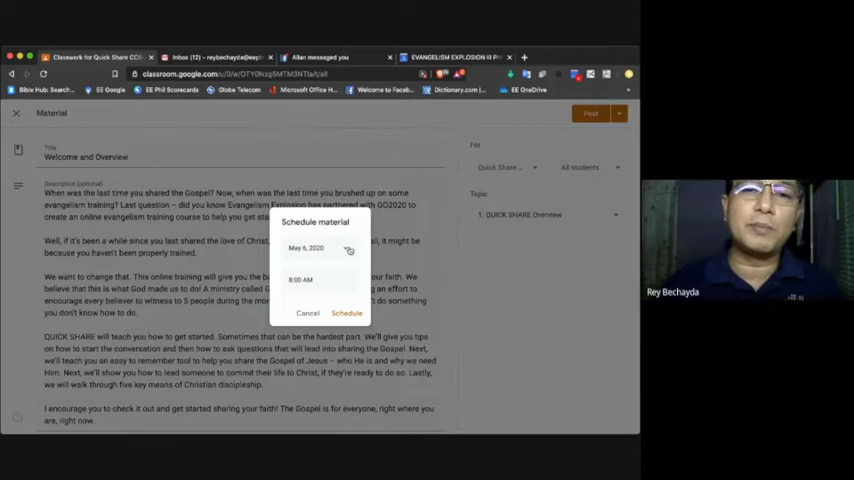 Classwork for Quick Share CCS
Inbox (12) – reybechayda@eep
Allan messaged you
EVANGELISM EXPLOSION III PH
classroom.google.com/u/0/w/
Bible Hub: Search...
EE Google
EE Phil Scorecards
Globe Telecom
Microsoft Office H...
Welcome to Faceb...
Dictionary.com |
EE OneDrive
Material
Post
Title
Welcome and Overview
Description (optional)
When was the last time you shared the Gospel? Now, when was the last time you brushed up on some
evangelism training? Last question – did you know Evangelism Explosion has partnered with GO2020 to
create an online evangelism training course to help you get sta
Well, if it's been a while since you last shared the love of Christ,
all, it might be
because you haven't been properly trained.
We want to change that. This online training will give you the ba
our faith. We
believe that this is what God made us to do! A ministry called G
ng an effort to
encourage every believer to witness to 5 people during the mon
't do something
you don't know how to do.
QUICK SHARE will teach you how to get started. Sometimes that can be the hardest part. We'll give you tips
on how to start the conversation and then how to ask questions that will lead into sharing the Gospel. Next,
we'll teach you an easy to remember tool to help you share the Gospel of Jesus – who He is and why we need
Him. Next, we'll show you how to lead someone to commit their life to Christ, if they're ready to do so. Lastly,
we will walk through five key means of Christian discipleship.
I encourage you to check it out and get started sharing your faith! The Gospel is for everyone, right where you
are, right now.
Schedule material
May 6, 2020
8:00 AM
Cancel
Schedule
For
Quick Share ...
All students
Topic
1. QUICK SHARE Overview
Rey Bechayda